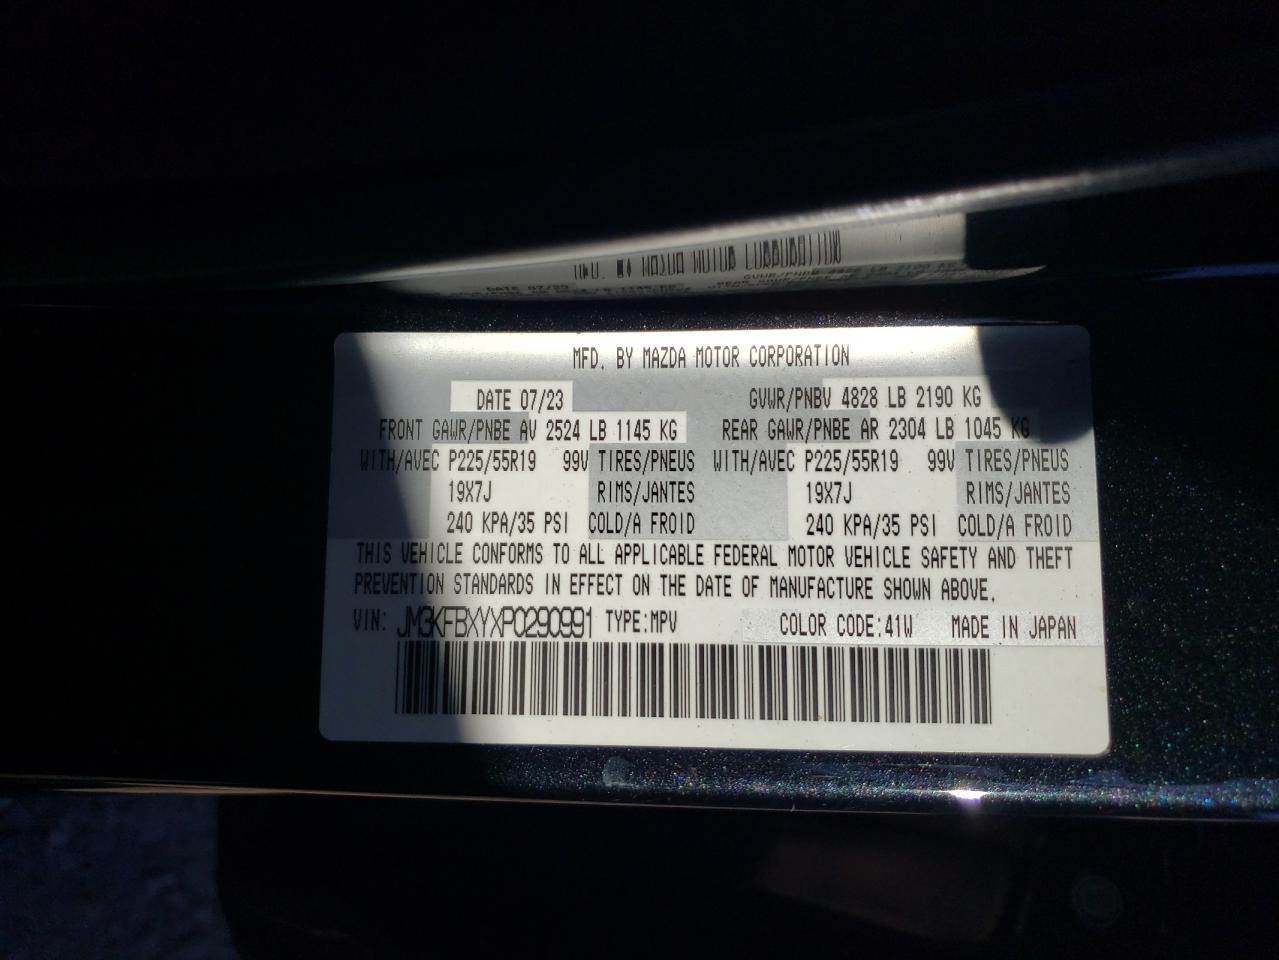 MFD. BY MAZDA MOTOR CORPORATION
DATE 07/23 GVWR/PNBV 4828 LB 2190 KG
FRONT GAWR/PNBE AV 2524 LB 1145 KG REAR GAWR/PNBE AR 2304 LB 1045 KG
WITH/AVEC P225/55R19 99V TIRES/PNEUS WITH/AVEC P225/55R19 99V TIRES/PNEUS
19X7J RIMS/JANTES 19X7J RIMS/JANTES
240 KPA/35 PSI COLD/A FROID 240 KPA/35 PSI COLD/A FROID
THIS VEHICLE CONFORMS TO ALL APPLICABLE FEDERAL MOTOR VEHICLE SAFETY AND THEFT
PREVENTION STANDARDS IN EFFECT ON THE DATE OF MANUFACTURE SHOWN ABOVE.
VIN: JM3KFBXYXP0290991 TYPE:MPV COLOR CODE:41W MADE IN JAPAN